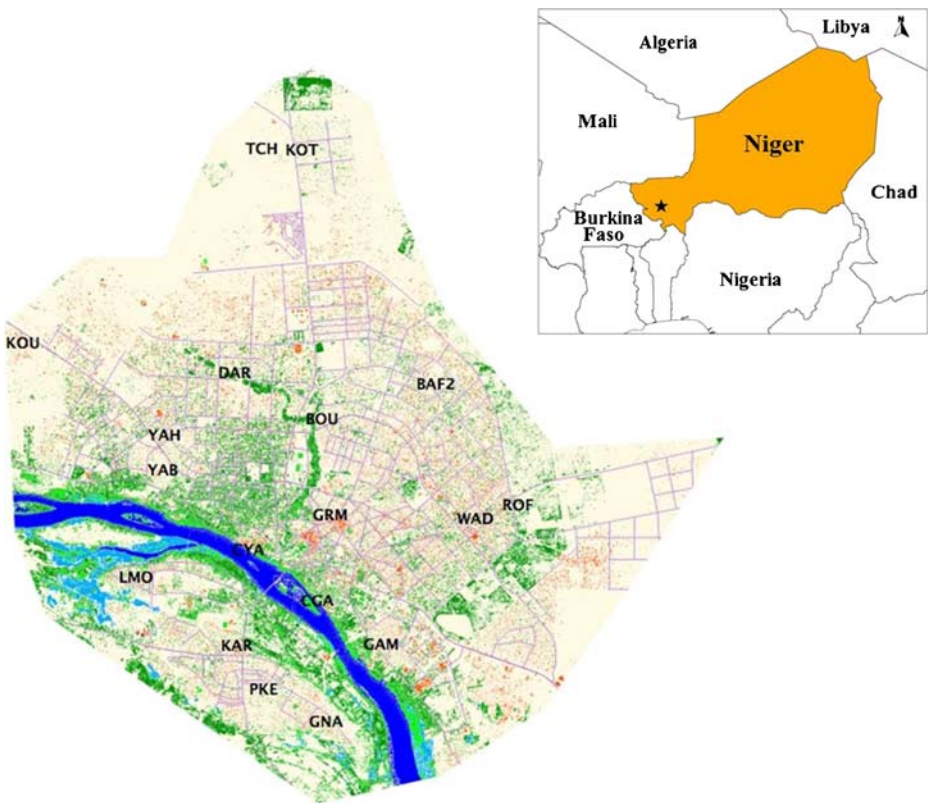 Libya
N
Algeria
Mali
Niger
Chad
Burkina
Faso
Nigeria
TCH KOT
KOU
DAR
BAF2
BOU
YAH
YAB
ROF
GRM
WAD
CYA
LMO
CGA
KAR
GAM
PKE
GNA